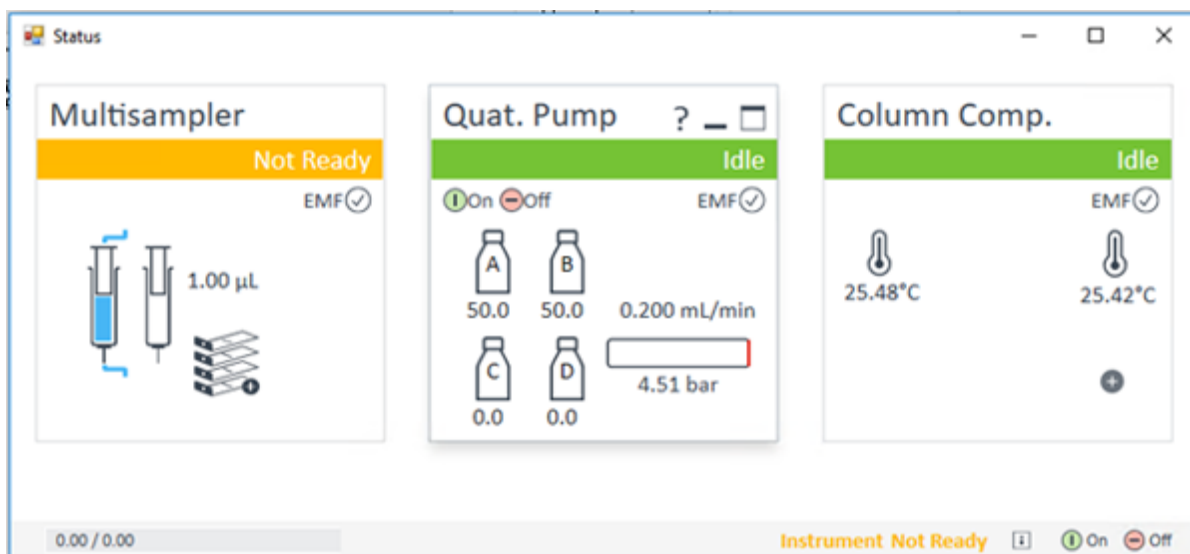 Status
Multisampler
Not Ready
EMF
1.00 µL
Quat. Pump ?
Idle
On Off EMF
A B
50.0 50.0 0.200 mL/min
C D
4.51 bar
0.0 0.0
Column Comp.
Idle
EMF
25.48°C 25.42°C
0.00 / 0.00 Instrument Not Ready i On Off